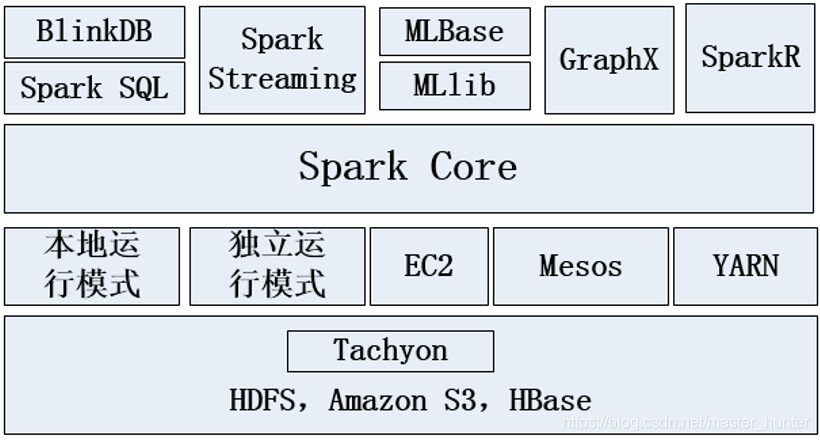 BlinkDB
Spark SQL
Spark
Streaming
MLBase
MLlib
GraphX
SparkR
Spark Core
本地运
行模式
独立运
行模式
EC2
Mesos
YARN
Tachyon
HDFS，Amazon S3，HBase
https://blog.csdn.net/master_hunter